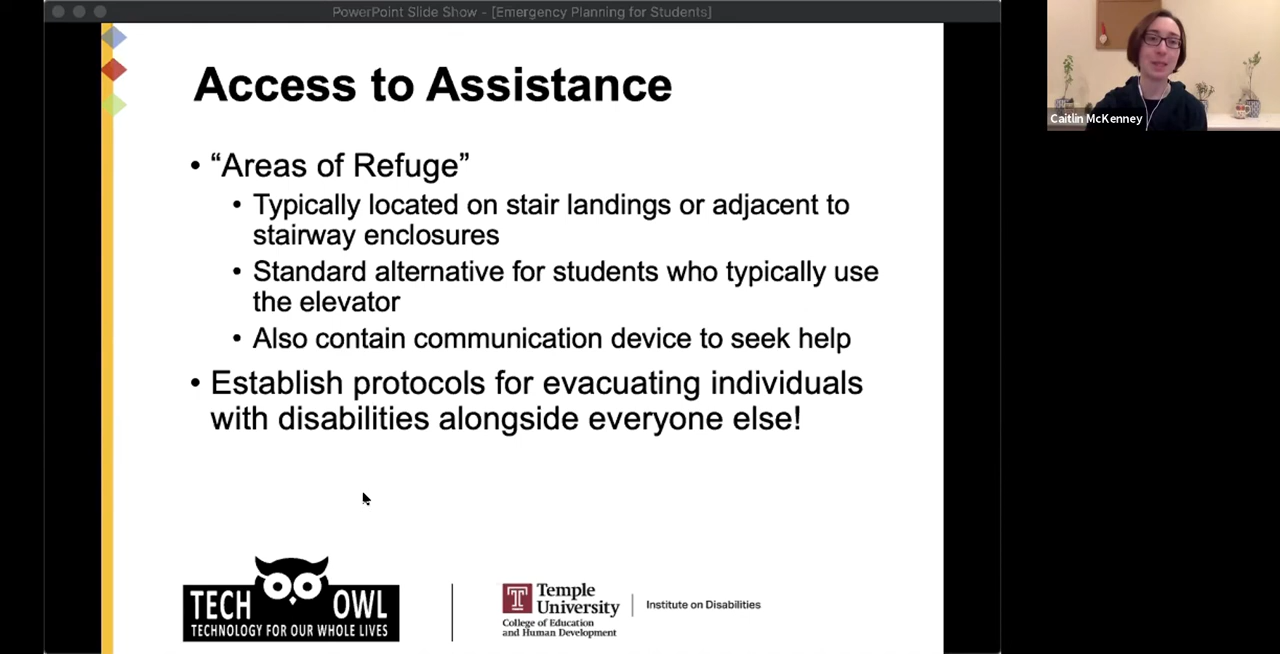 PowerPoint Slide Show - [Emergency Planning for Students]
Access to Assistance
• “Areas of Refuge”
• Typically located on stair landings or adjacent to
stairway enclosures
• Standard alternative for students who typically use
the elevator
• Also contain communication device to seek help
• Establish protocols for evacuating individuals
with disabilities alongside everyone else!
TECH OWL
TECHNOLOGY FOR OUR WHOLE LIVES
T
Temple
University
College of Education
and Human Development
Institute on Disabilities
Caitlin McKenney